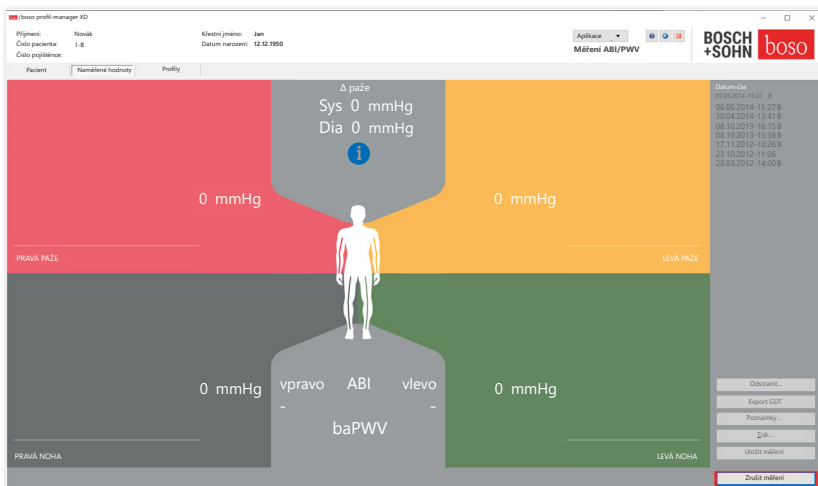 boso profil-manager XD
Příjmení: Novák
Křestní jméno: Jan
Číslo pacienta: 1-8
Datum narození: 12.12.1950
Číslo pojištěnce:
Aplikace
Měření ABI/PWV
BOSCH
+SOHN
boso
Pacient Naměřené hodnoty Profily
Δ paže
Sys 0 mmHg
Dia 0 mmHg
i
0 mmHg
0 mmHg
PRAVÁ PAŽE
LEVÁ PAŽE
0 mmHg
vpravo ABI vlevo
0 mmHg
- -
baPWV
PRAVÁ NOHA
LEVÁ NOHA
Datum-čas
07.05.2014-13:27 B
06.05.2014-15:27 B
30.04.2014-13:41 B
08.10.2013-16:15 B
08.10.2013-15:38 B
17.11.2012-10:26 B
23.10.2012-11:06
28.03.2012-14:00 B
Odstranit...
Export GDT
Poznámky...
Tisk...
Uložit měření
Zrušit měření